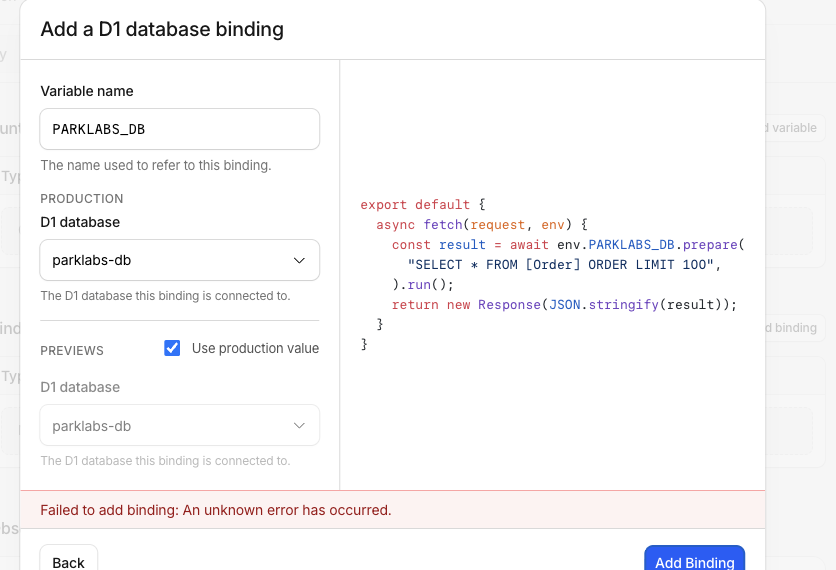 Add a D1 database binding
Variable name
PARKLABS_DB
The name used to refer to this binding.
PRODUCTION
D1 database
parklabs-db
The D1 database this binding is connected to.
PREVIEWS
Use production value
D1 database
parklabs-db
The D1 database this binding is connected to.
export default {
  async fetch(request, env) {
    const result = await env.PARKLABS_DB.prepare(
      "SELECT * FROM [Order] ORDER LIMIT 100",
    ).run();
    return new Response(JSON.stringify(result));
  }
}
Failed to add binding: An unknown error has occurred.
Back
Add Binding
d variable
d binding